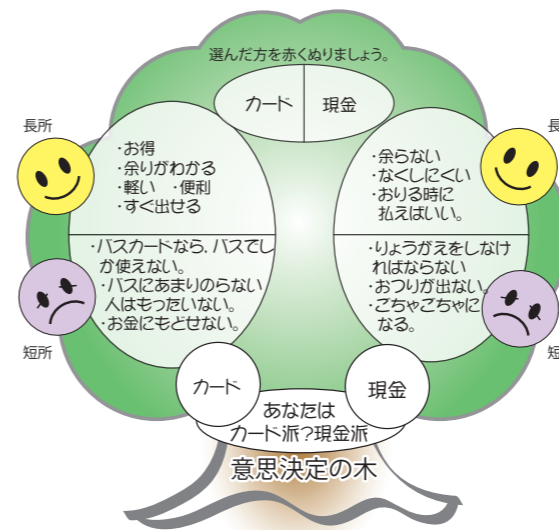 選んだ方を赤くぬりましょう。
カード
現金
長所
・お得
・余りがわかる
・軽い ・便利
・すぐ出せる
・余らない
・なくしにくい
・おりる時に
払えばいい。
長
・バスカードなら、バスでし
か使えない。
・バスにあまりのらない
人はもったいない。
・お金にもどせない。
短所
・りょうがえをしなけ
ればならない
・おつりが出ない。
・ごちゃごちゃに
なる。
短
カード
現金
あなたは
カード派?現金派
意思決定の木